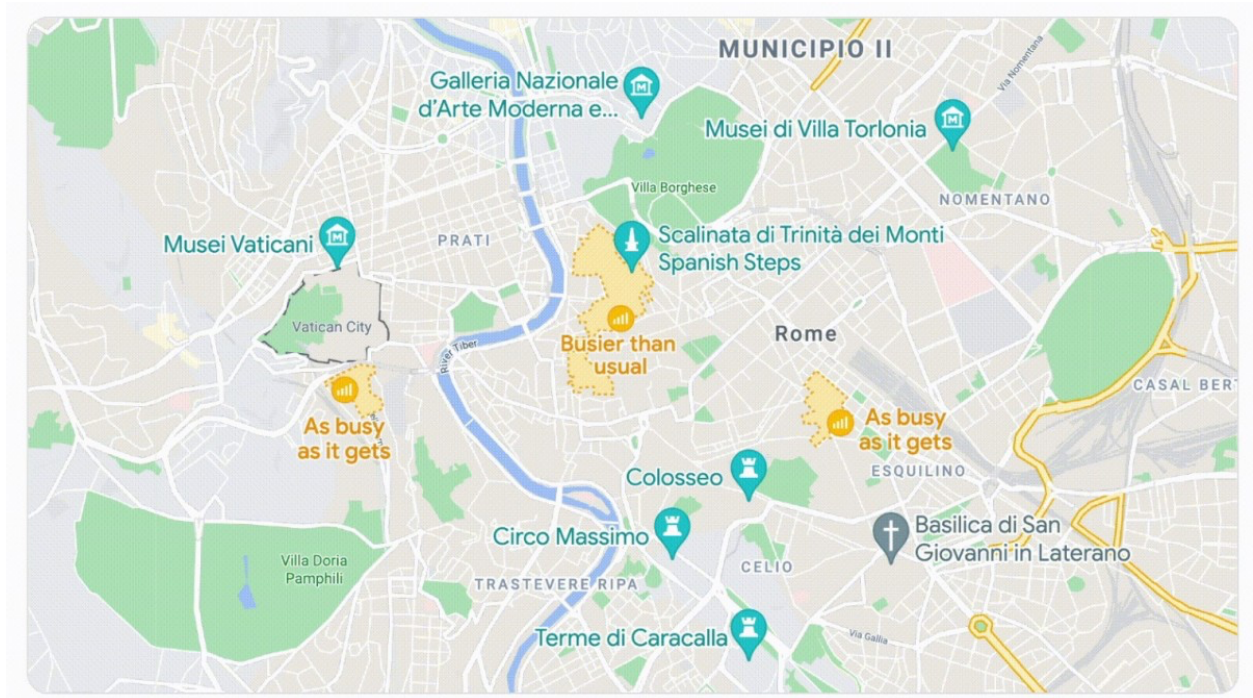 MUNICIPIO II
Via Nomentana
Galleria Nazionale
d'Arte Moderna e...
Musei di Villa Torlonia
Villa Borghese
NOMENTANO
Musei Vaticani
PRATI
Scalinata di Trinità dei Monti
Spanish Steps
Vatican City
River Tiber
Busier than
usual
Rome
CASAL BERT
As busy
as it gets
As busy
as it gets
ESQUILINO
Colosseo
Circo Massimo
Basilica di San
Giovanni in Laterano
Villa Doria
Pamphili
TRASTEVERE RIPA
CELIO
Terme di Caracalla
Via Gallia